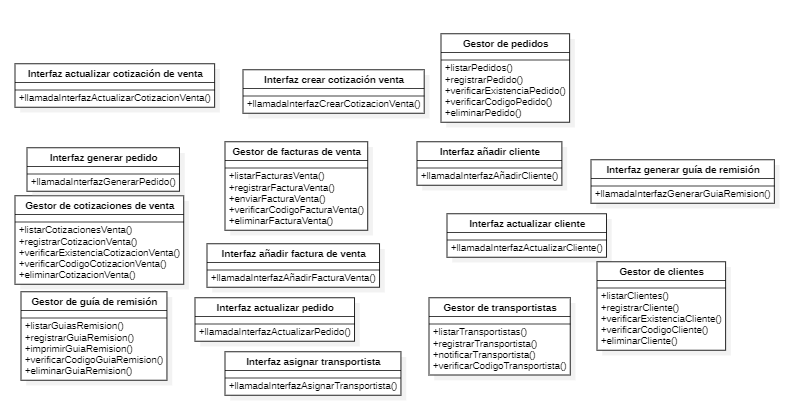 Gestor de pedidos
+listarPedidos()
+registrarPedido()
+verificarExistenciaPedido()
+verificarCodigoPedido()
+eliminarPedido()
Interfaz actualizar cotización de venta
+llamadaInterfazActualizarCotizacionVenta()
Interfaz crear cotización venta
+llamadaInterfazCrearCotizacionVenta()
Interfaz generar pedido
+llamadaInterfazGenerarPedido()
Gestor de facturas de venta
+listarFacturasVenta()
+registrarFacturaVenta()
+enviarFacturaVenta()
+verificarCodigoFacturaVenta()
+eliminarFacturaVenta()
Interfaz añadir cliente
+llamadaInterfazAñadirCliente()
Interfaz generar guía de remisión
+llamadaInterfazGenerarGuiaRemision()
Gestor de cotizaciones de venta
+listarCotizacionesVenta()
+registrarCotizacionVenta()
+verificarExistenciaCotizacionVenta()
+verificarCodigoCotizacionVenta()
+eliminarCotizacionVenta()
Interfaz actualizar cliente
+llamadaInterfazActualizarCliente()
Interfaz añadir factura de venta
+llamadaInterfazAñadirFacturaVenta()
Gestor de clientes
+listarClientes()
+registrarCliente()
+verificarExistenciaCliente()
+verificarCodigoCliente()
+eliminarCliente()
Gestor de guía de remisión
+listarGuiasRemision()
+registrarGuiaRemision()
+imprimirGuiaRemision()
+verificarCodigoGuiaRemision()
+eliminarGuiaRemision()
Interfaz actualizar pedido
+llamadaInterfazActualizarPedido()
Gestor de transportistas
+listarTransportistas()
+registrarTransportista()
+notificarTransportista()
+verificarCodigoTransportista()
Interfaz asignar transportista
+llamadaInterfazAsignarTransportista()